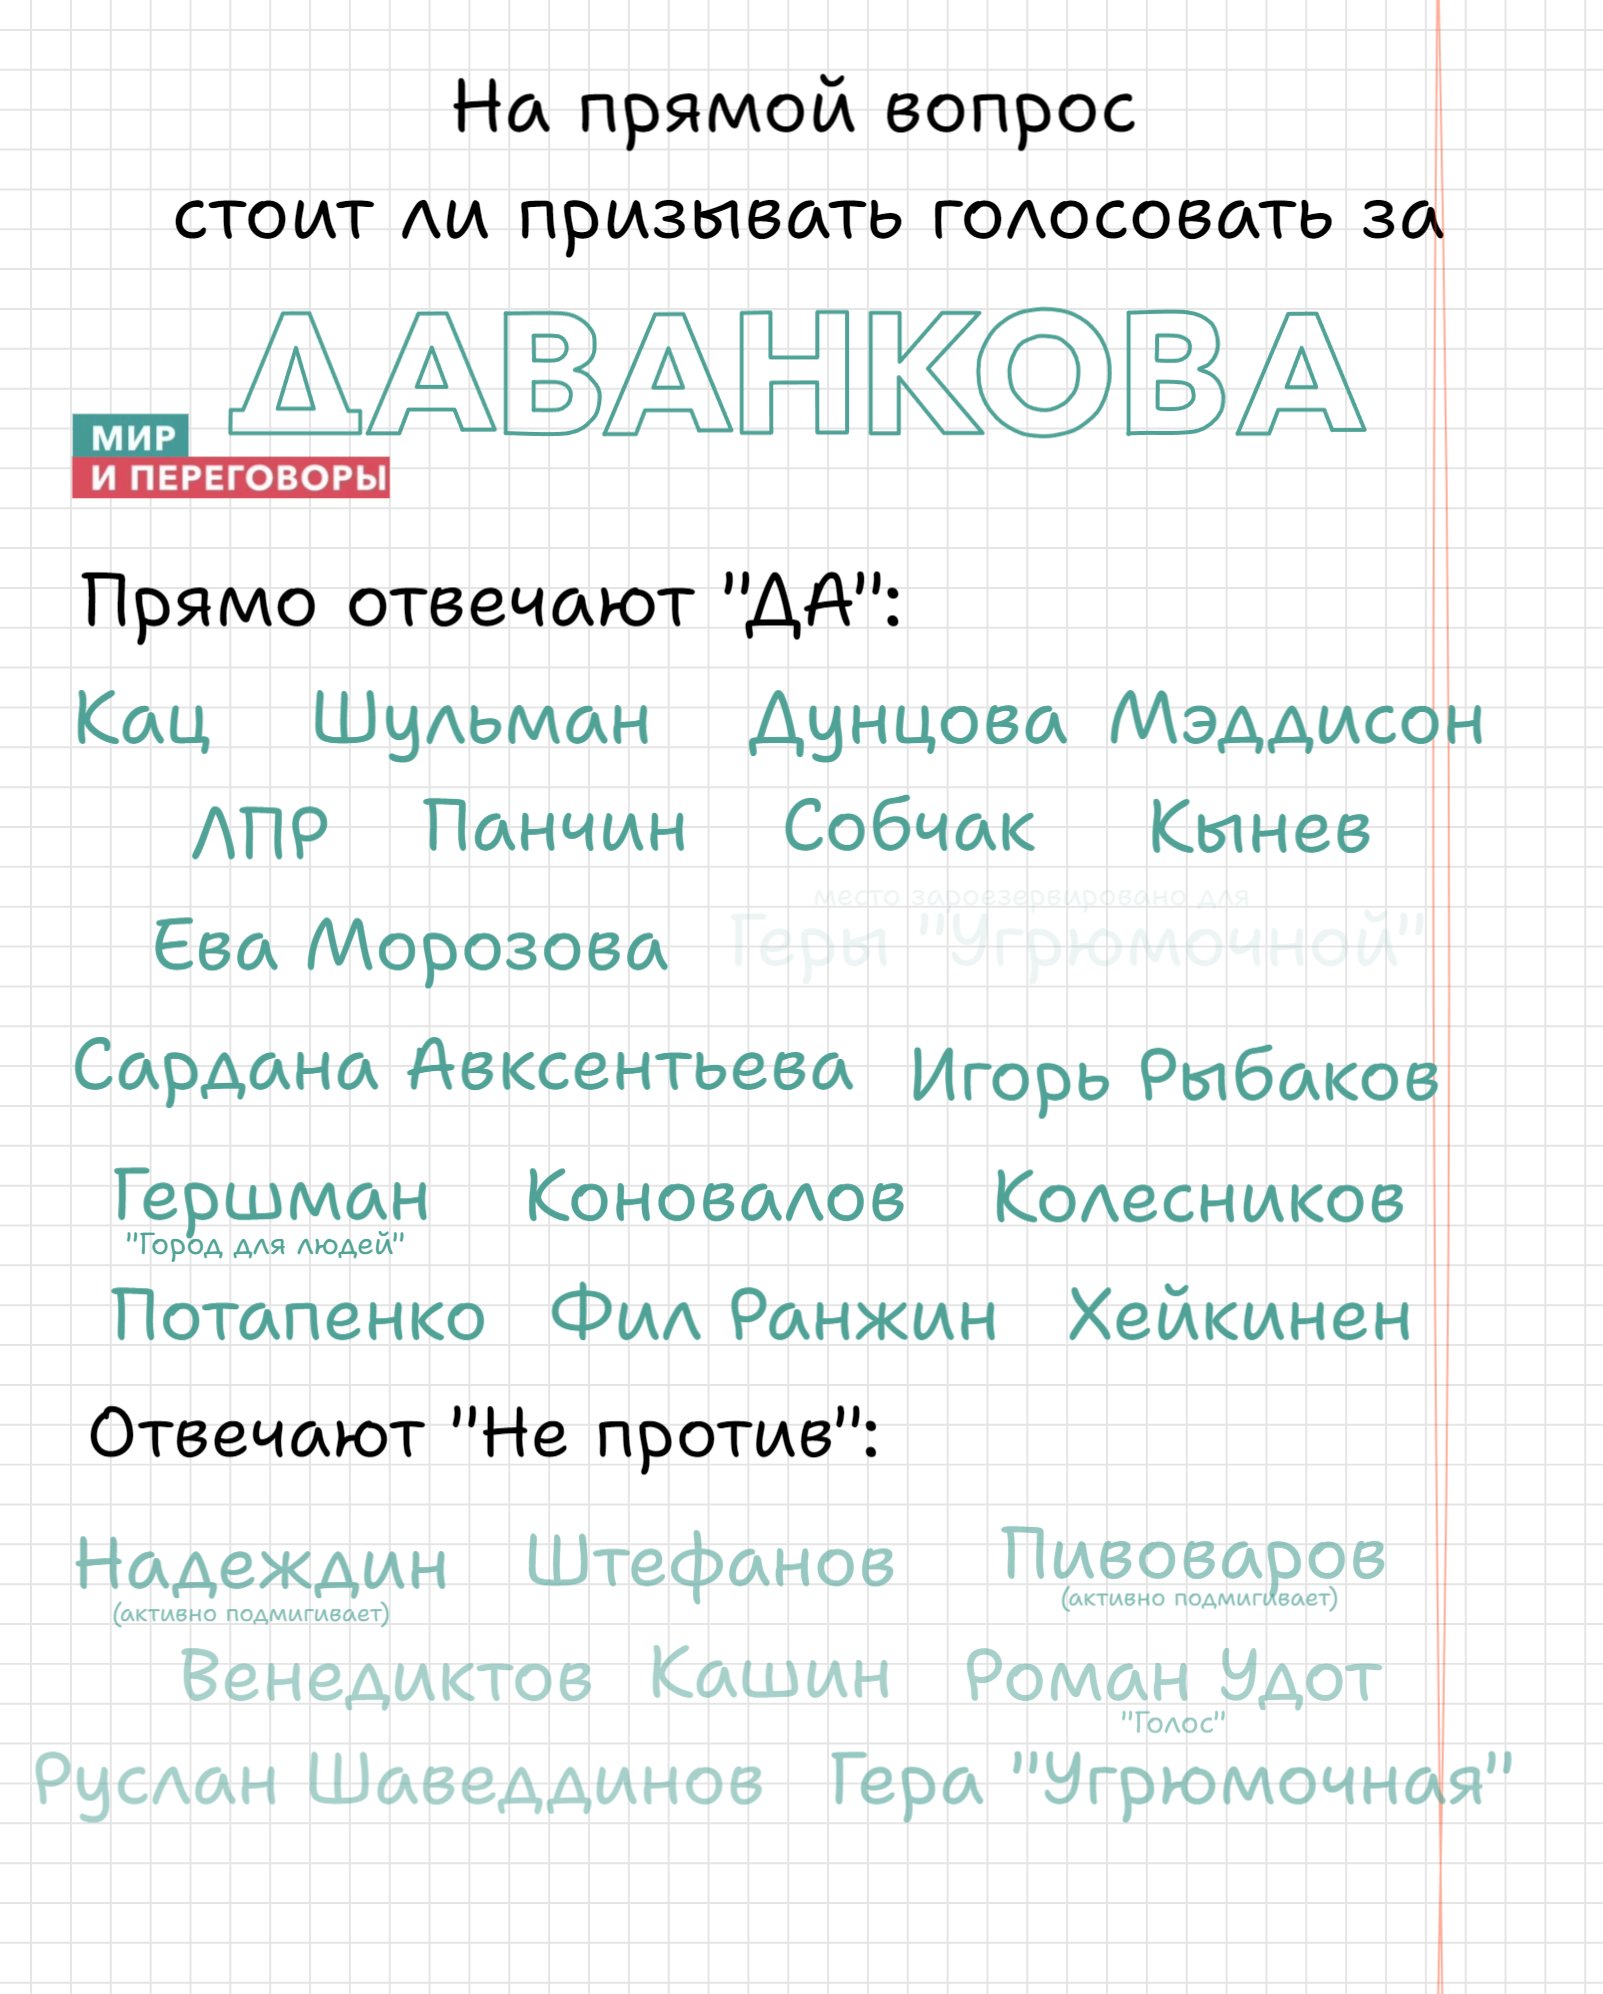 На прямой вопрос
стоит ли призывать голосовать за
ДАВАНКОВА
МИР
И ПЕРЕГОВОРЫ
Прямо отвечают "ДА":
Кац Шульман Дунцова Мэддисон
ЛПР Панчин Собчак Кынев
место зароезервировано для
Ева Морозова Геры "Угрюмочной"
Сардана Авксентьева Игорь Рыбаков
Гершман Коновалов Колесников
"Город для людей"
Потапенко Фил Ранжин Хейкинен
Отвечают "Не против":
Надеждин Штефанов Пивоваров
(активно подмигивает) (активно подмигивает)
Венедиктов Кашин Роман Удот
"Голос"
Руслан Шаведдинов Гера "Угрюмочная"